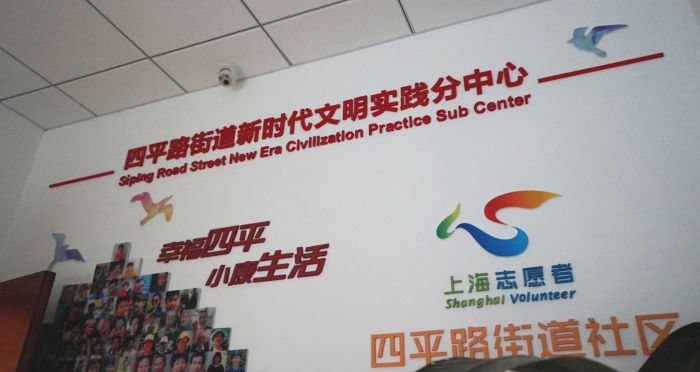 四平路街道新时代文明实践分中心
Siping Road Street New Era Civilization Practice Sub Center
幸福四平
小康生活
上海志愿者
Shanghai Volunteer
四平路街道社区